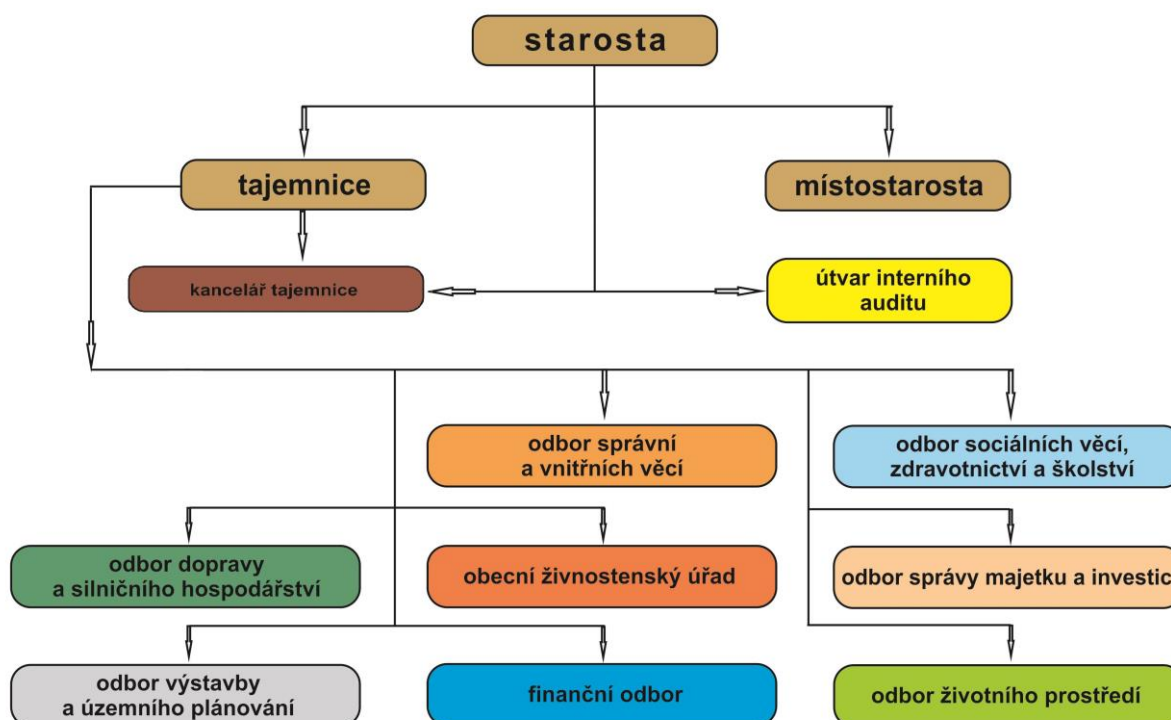 starosta
tajemnice
místostarosta
kancelář tajemnice
útvar interního
auditu
odbor správní
a vnitřních věcí
odbor sociálních věcí,
zdravotnictví a školství
odbor dopravy
a silničního hospodářství
obecní živnostenský úřad
odbor správy majetku a investic
odbor výstavby
a územního plánování
finanční odbor
odbor životního prostředí